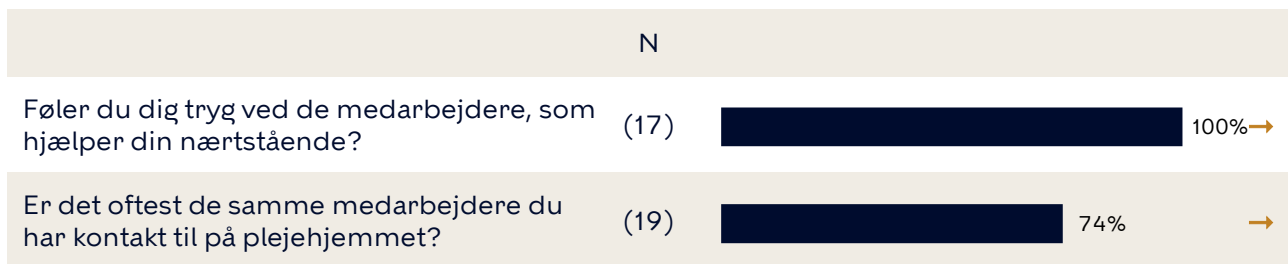 N
Føler du dig tryg ved de medarbejdere, som
hjælper din nærtstående?
(17)
100%→
Er det oftest de samme medarbejdere du
har kontakt til på plejehjemmet?
(19)
74%
→